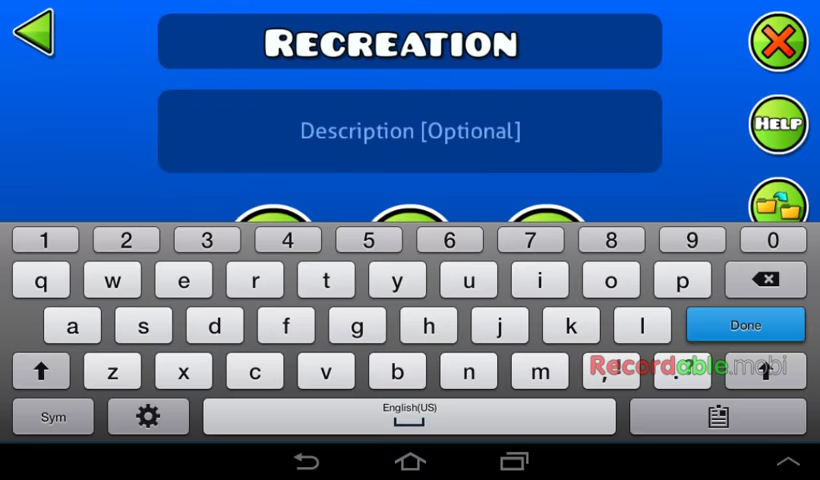 RECREATION
Description [Optional]
HELP
1 2 3 4 5 6 7 8 9 0
q w e r t y u i o p
a s d f g h j k l Done
z x c v b n m , ! . ?
Recordable.mobi
Sym English(US)